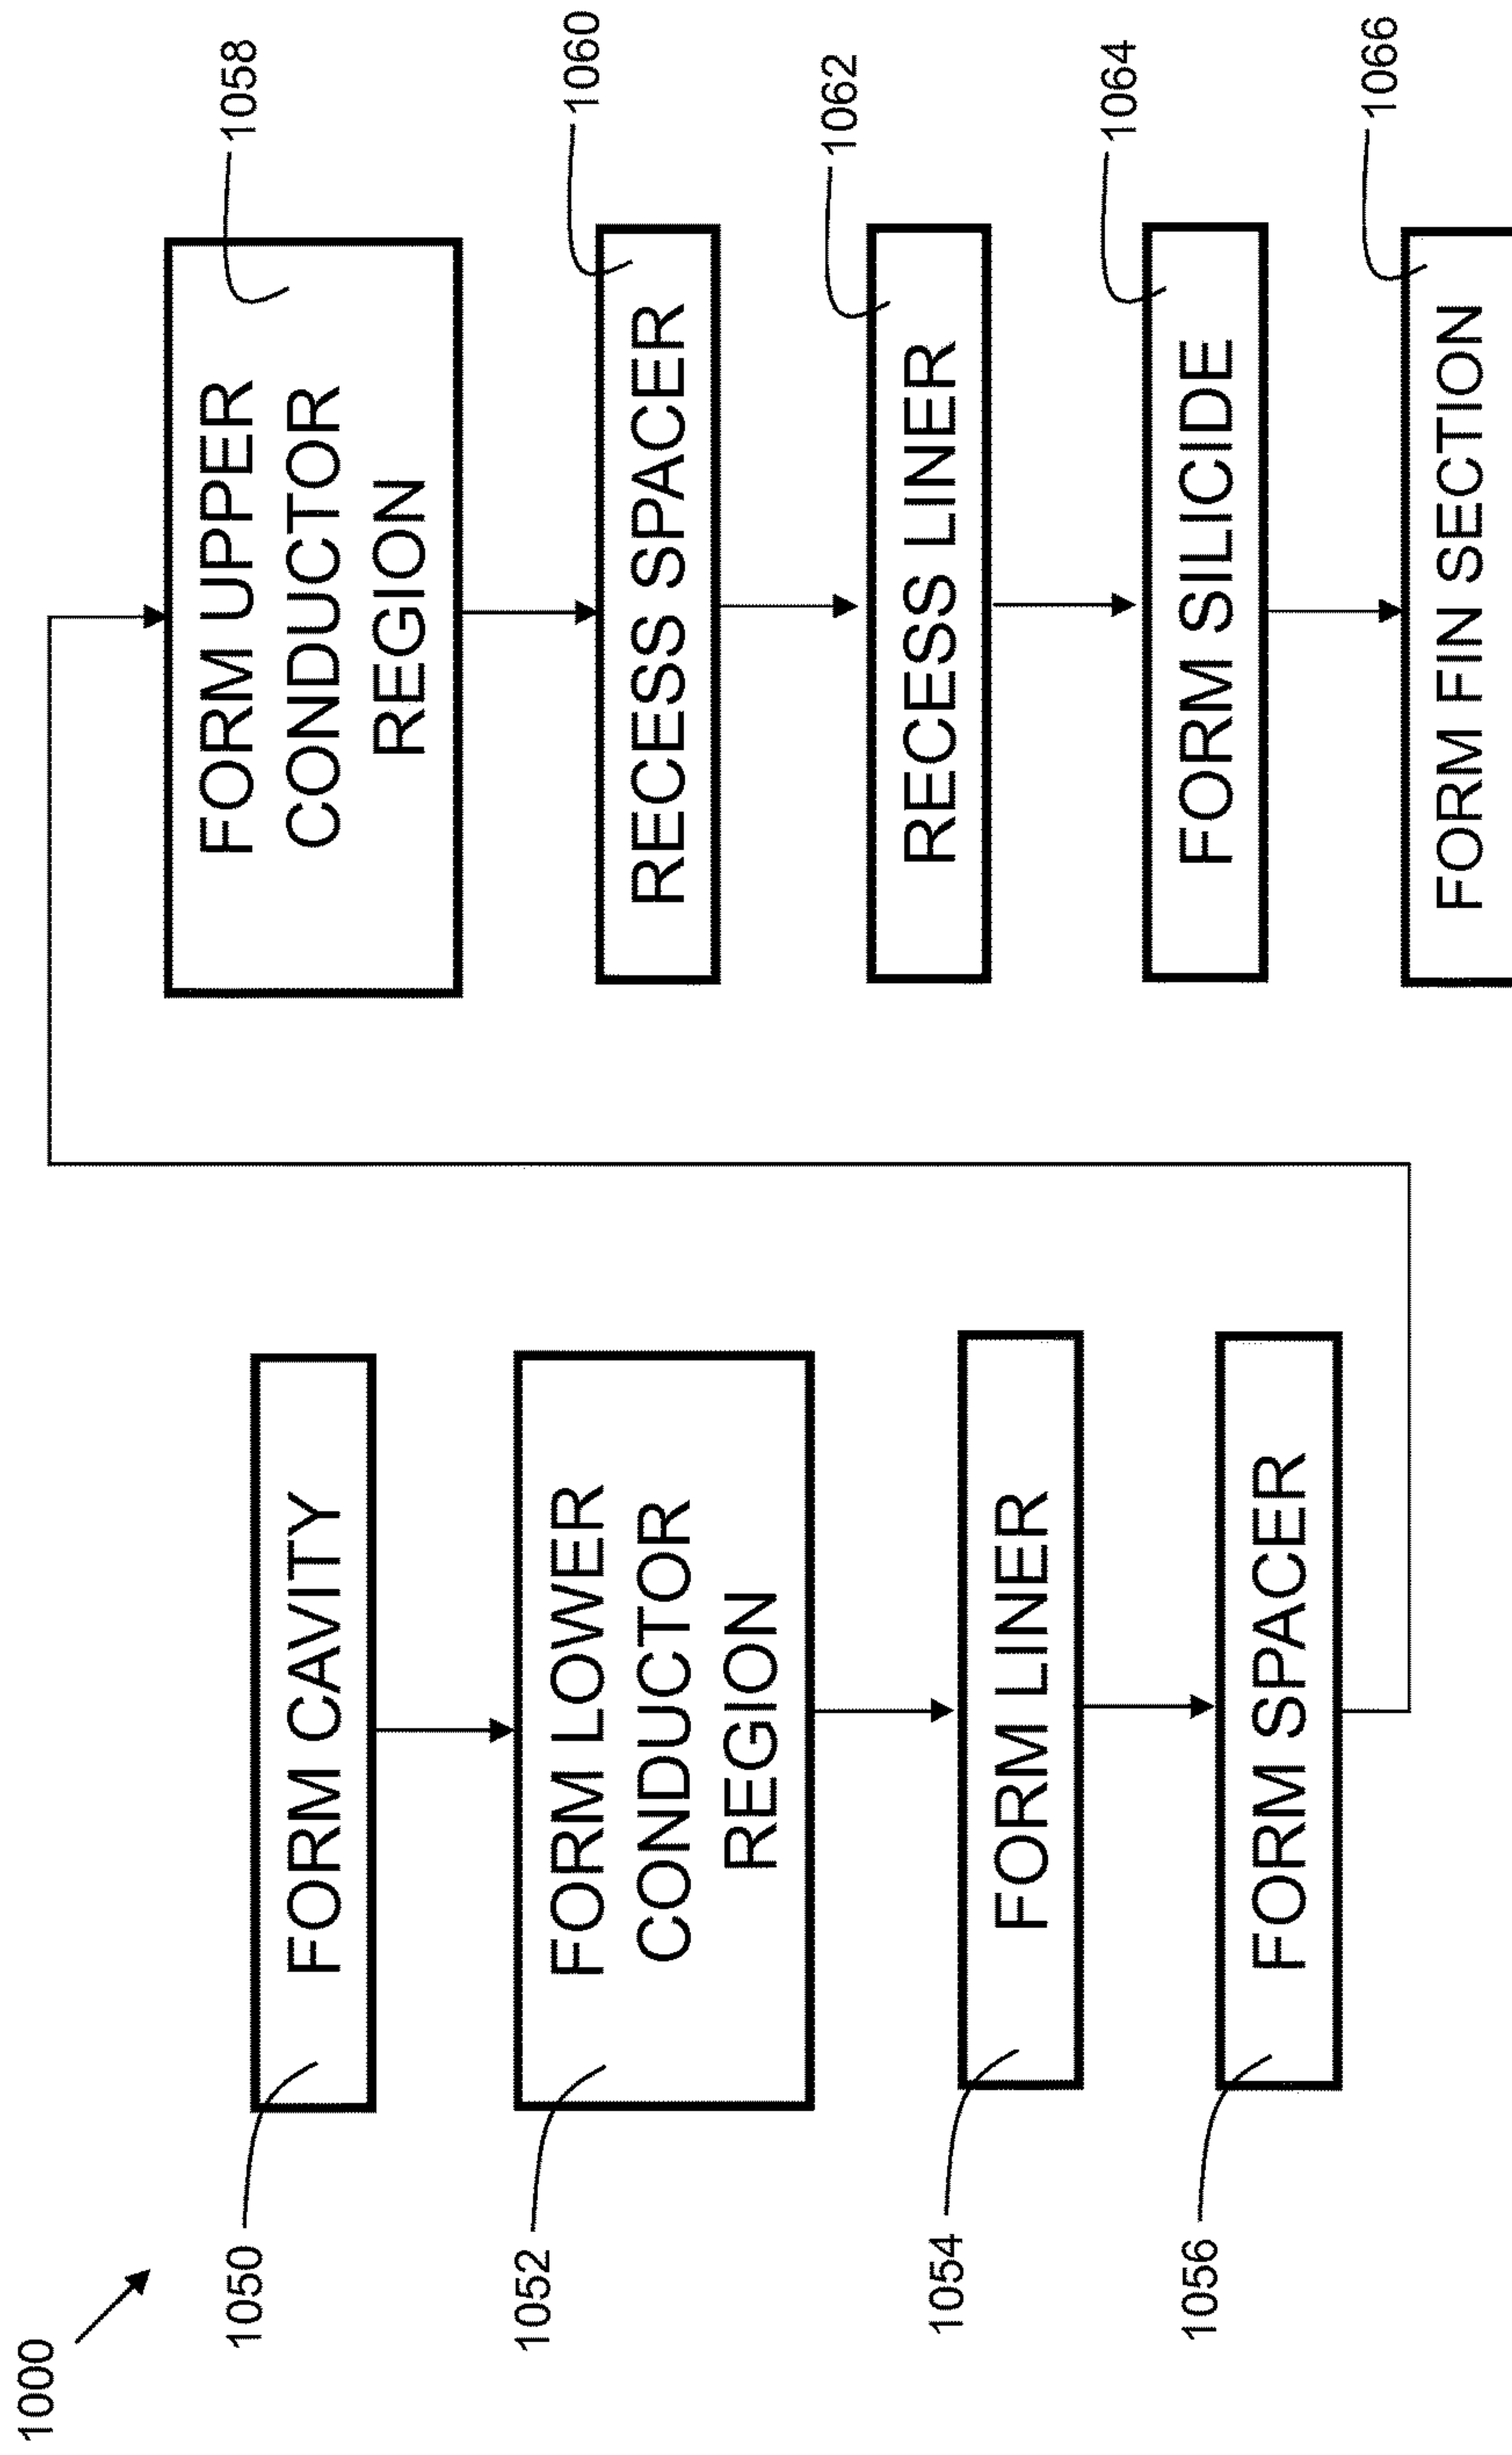 1000
1050
FORM CAVITY
1052
FORM LOWER
CONDUCTOR
REGION
1054
FORM LINER
1056
FORM SPACER
1058
FORM UPPER
CONDUCTOR
REGION
1060
RECESS SPACER
1062
RECESS LINER
1064
FORM SILICIDE
1066
FORM FIN SECTION